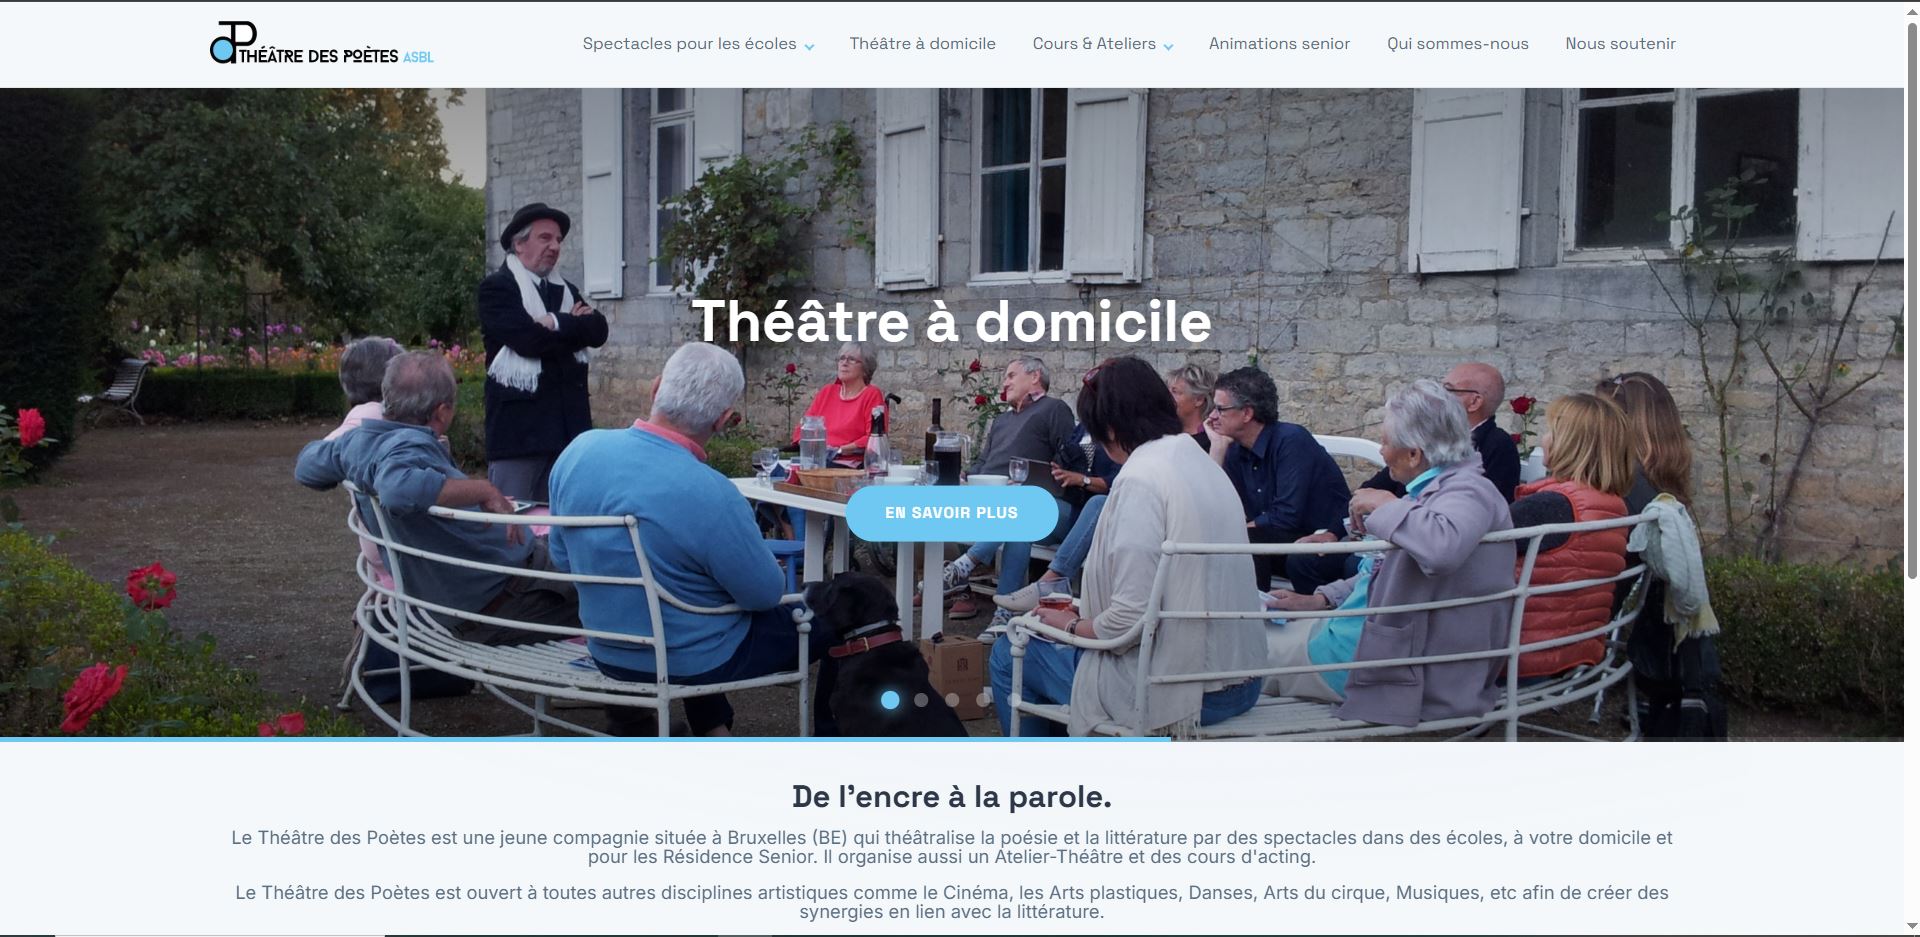 THÉÂTRE DES POÈTES ASBL
Spectacles pour les écoles
Théâtre à domicile
Cours & Ateliers
Animations senior
Qui sommes-nous
Nous soutenir
Théâtre à domicile
EN SAVOIR PLUS
De l’encre à la parole.
Le Théâtre des Poètes est une jeune compagnie située à Bruxelles (BE) qui théâtralise la poésie et la littérature par des spectacles dans des écoles, à votre domicile et
pour les Résidence Senior. Il organise aussi un Atelier-Théâtre et des cours d'acting.
Le Théâtre des Poètes est ouvert à toutes autres disciplines artistiques comme le Cinéma, les Arts plastiques, Danses, Arts du cirque, Musiques, etc afin de créer des
synergies en lien avec la littérature.